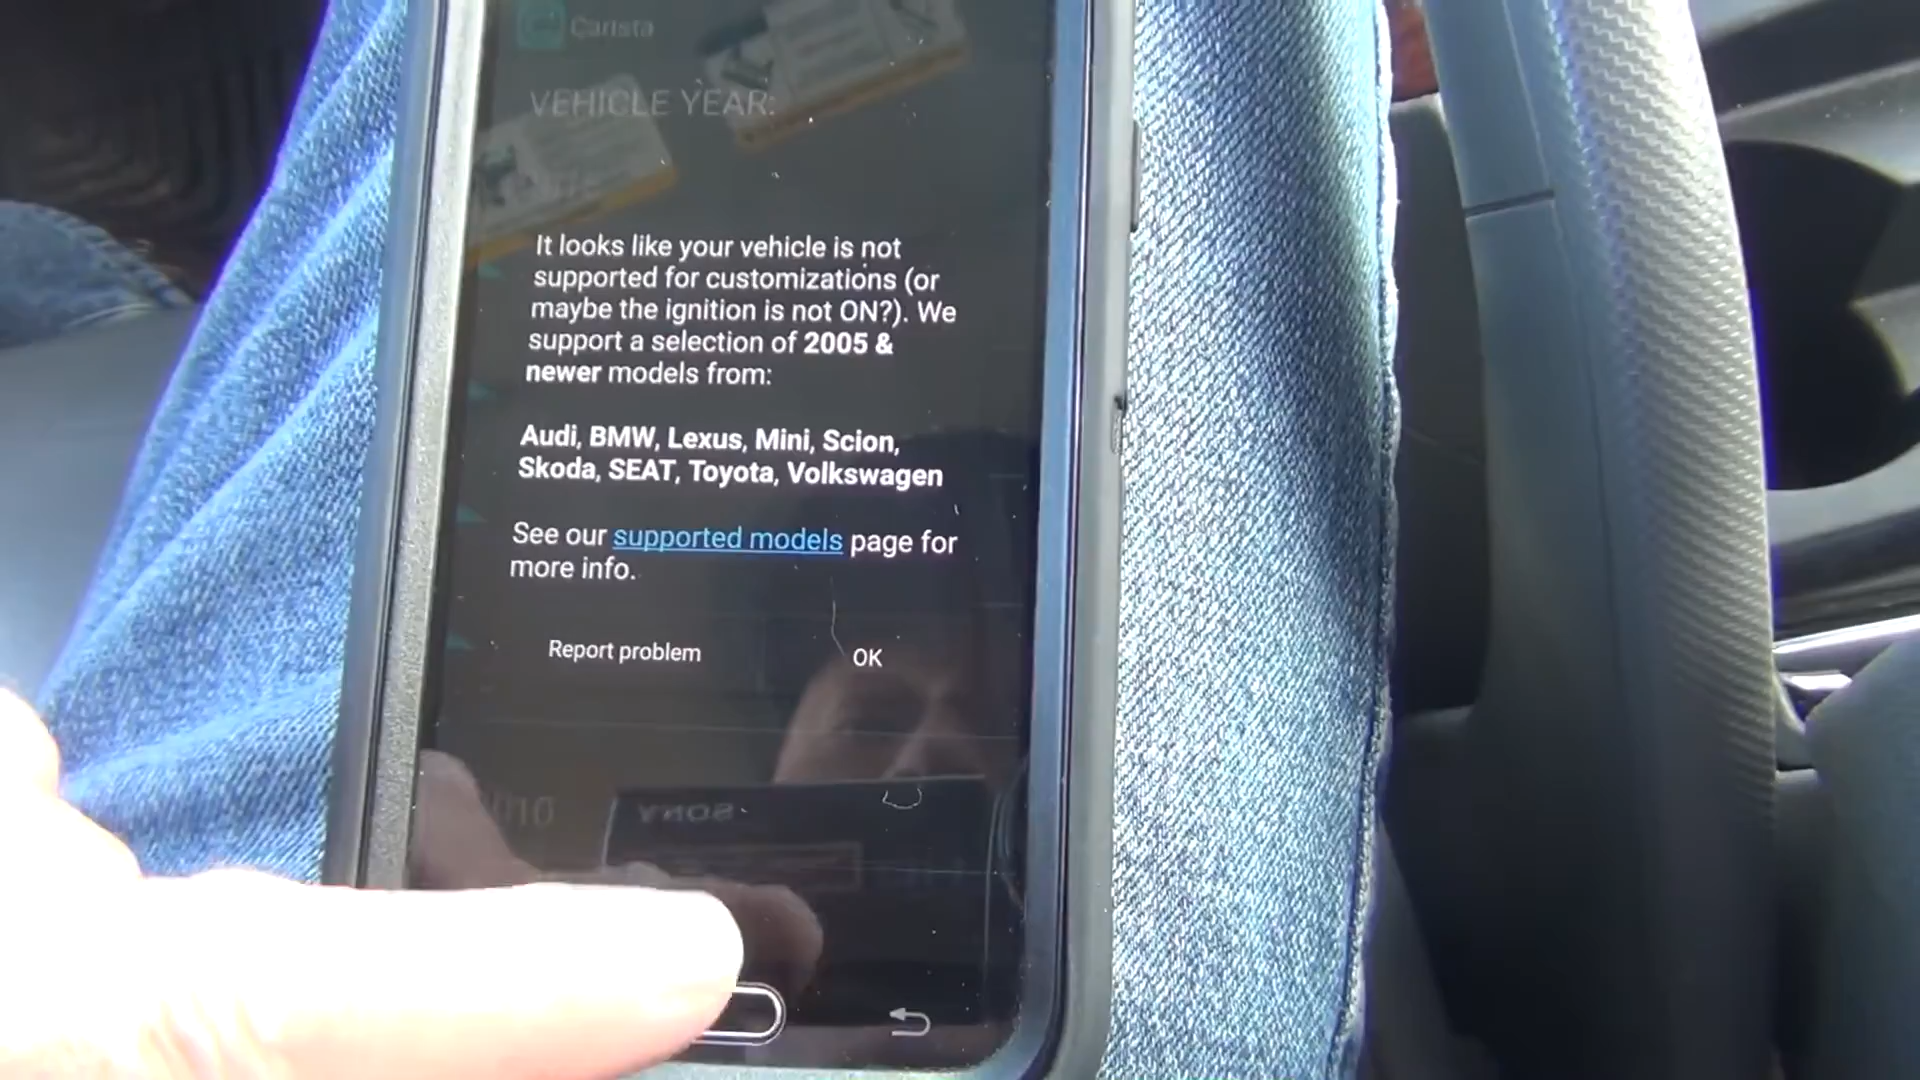 Carista
VEHICLE YEAR:
It looks like your vehicle is not
supported for customizations (or
maybe the ignition is not ON?). We
support a selection of 2005 &
newer models from:
Audi, BMW, Lexus, Mini, Scion,
Skoda, SEAT, Toyota, Volkswagen
See our supported models page for
more info.
Report problem
OK
SONY